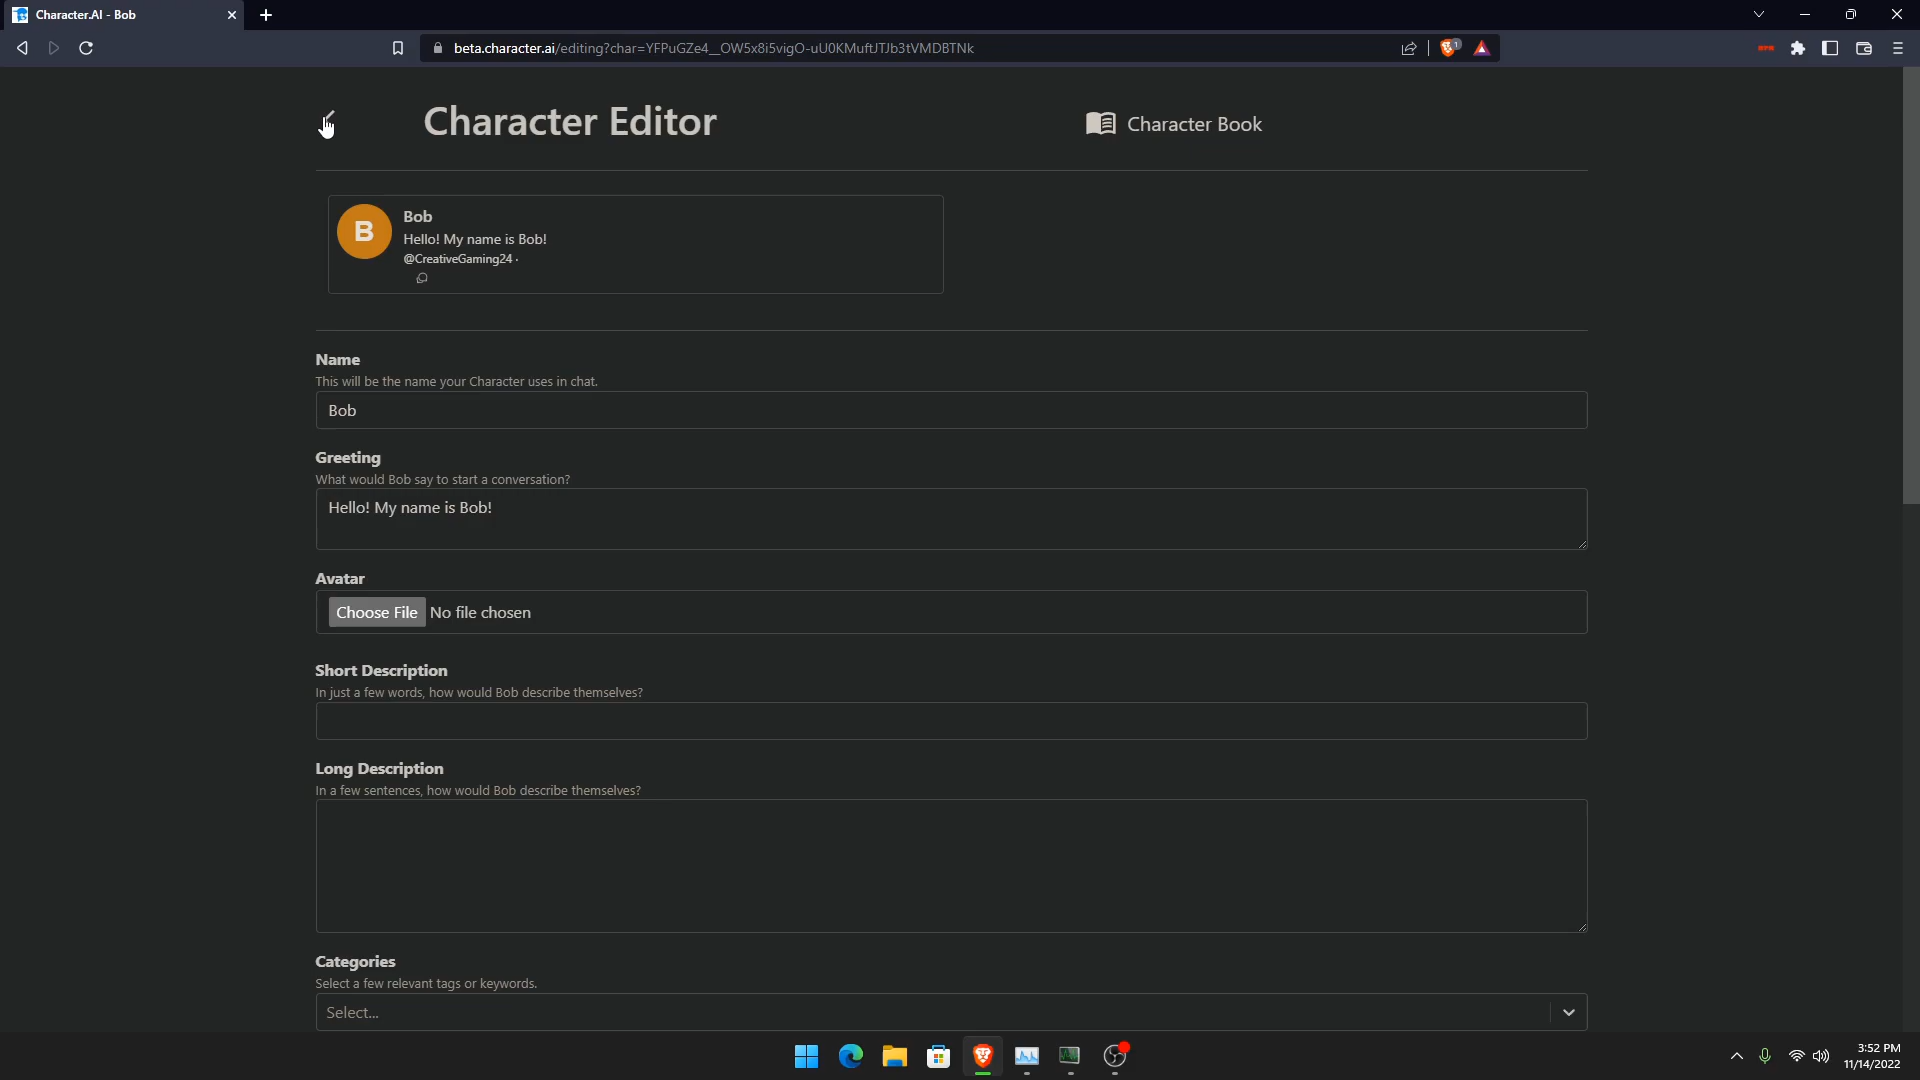 Character.AI - Bob
beta.character.ai/editing?char=YFPuGZe4__OW5x8i5vigO-uU0KMuftJTJb3tVMDBTNk
1
Character Editor
Character Book
B
Bob
Hello! My name is Bob!
@CreativeGaming24 ·
Name
This will be the name your Character uses in chat.
Bob
Greeting
What would Bob say to start a conversation?
Hello! My name is Bob!
Avatar
Choose File No file chosen
Short Description
In just a few words, how would Bob describe themselves?
Long Description
In a few sentences, how would Bob describe themselves?
Categories
Select a few relevant tags or keywords.
Select...
3:52 PM
11/14/2022